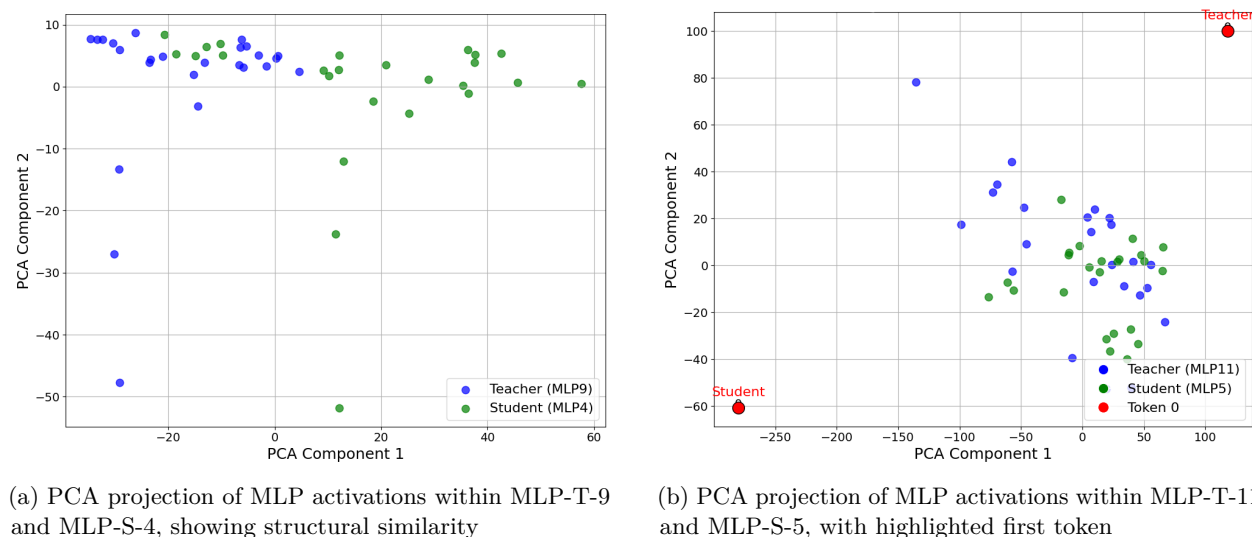 10
0
−10
−20
−30
−40
−50
PCA Component 2
−20
0
20
40
60
PCA Component 1
Teacher (MLP9)
Student (MLP4)
100
80
60
40
20
0
−20
−40
−60
PCA Component 2
−250
−200
−150
−100
−50
0
50
100
PCA Component 1
Teacher
Student
Teacher (MLP11)
Student (MLP5)
Token 0
(a) PCA projection of MLP activations within MLP-T-9
and MLP-S-4, showing structural similarity
(b) PCA projection of MLP activations within MLP-T-11
and MLP-S-5, with highlighted first token